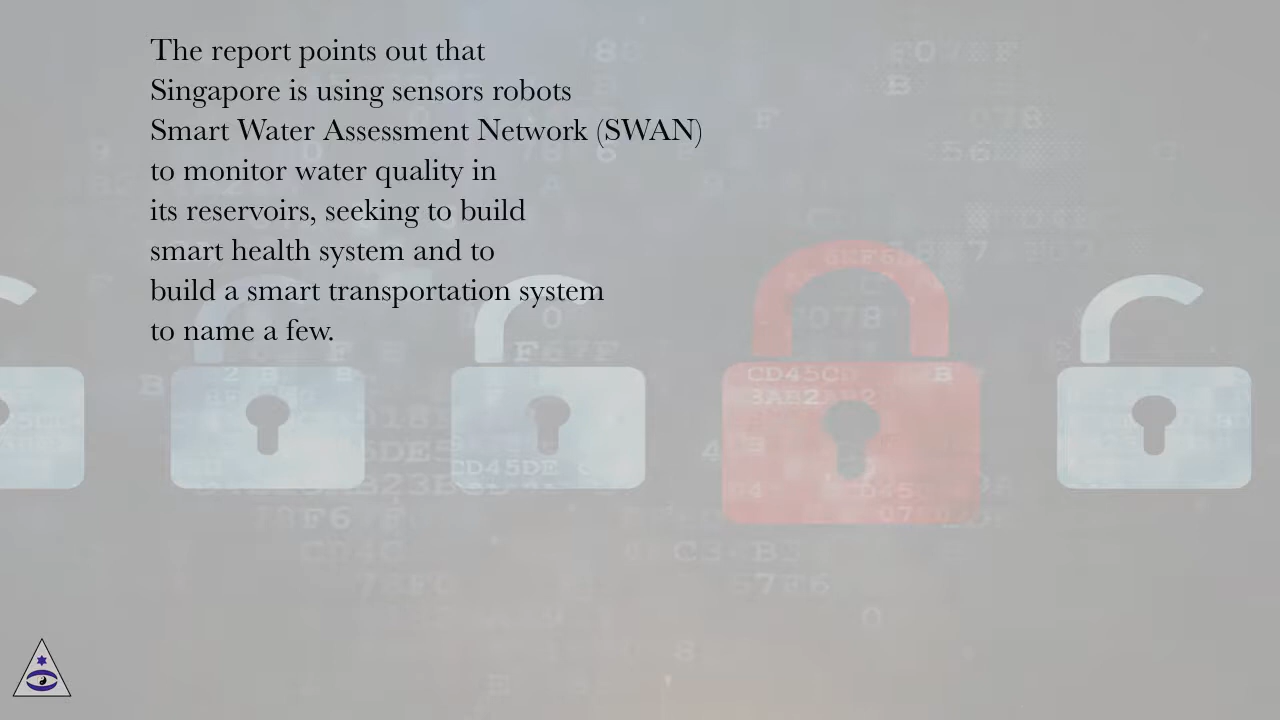 The report points out that
Singapore is using sensors robots
Smart Water Assessment Network (SWAN)
to monitor water quality in
its reservoirs, seeking to build
smart health system and to
build a smart transportation system
to name a few.